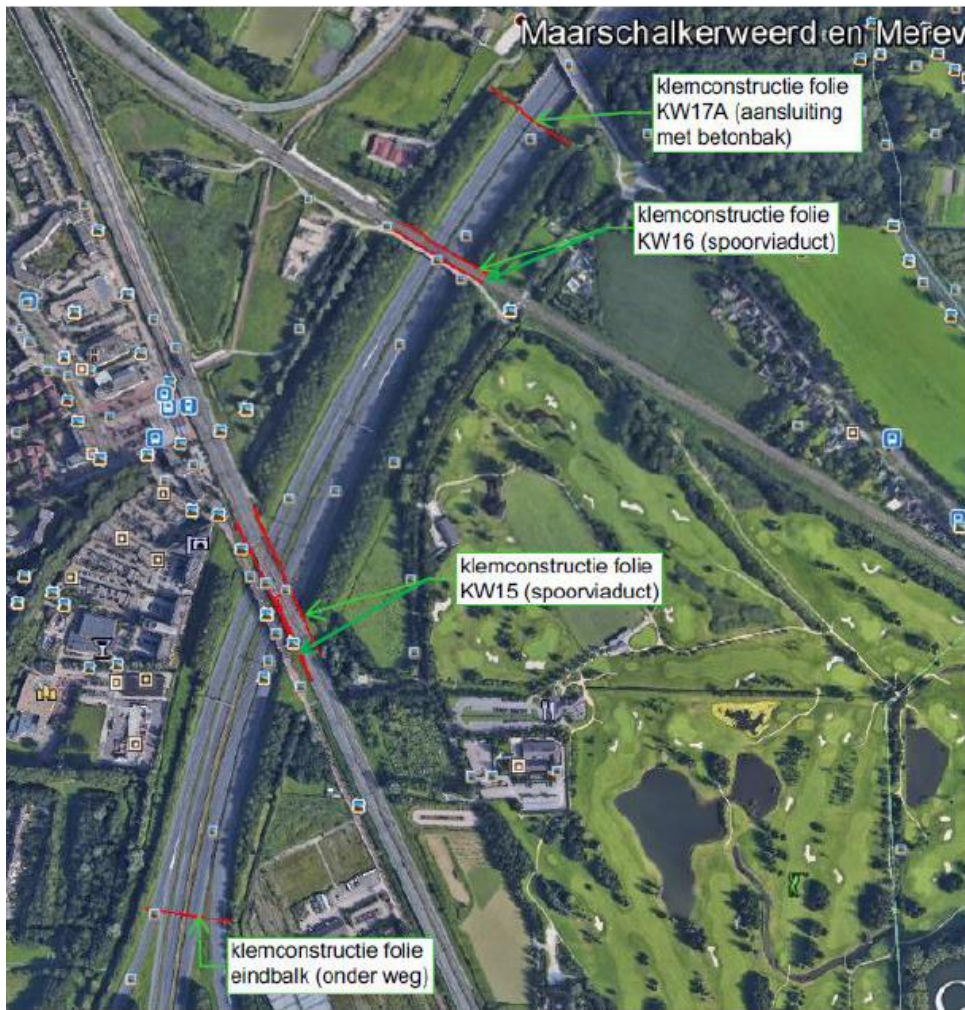 Maarschalkerweerd en Merev
klemconstructie folie
KW17A (aansluiting
met betonbak)
klemconstructie folie
KW16 (spoorviaduct)
klemconstructie folie
KW15 (spoorviaduct)
klemconstructie folie
eindbalk (onder weg)